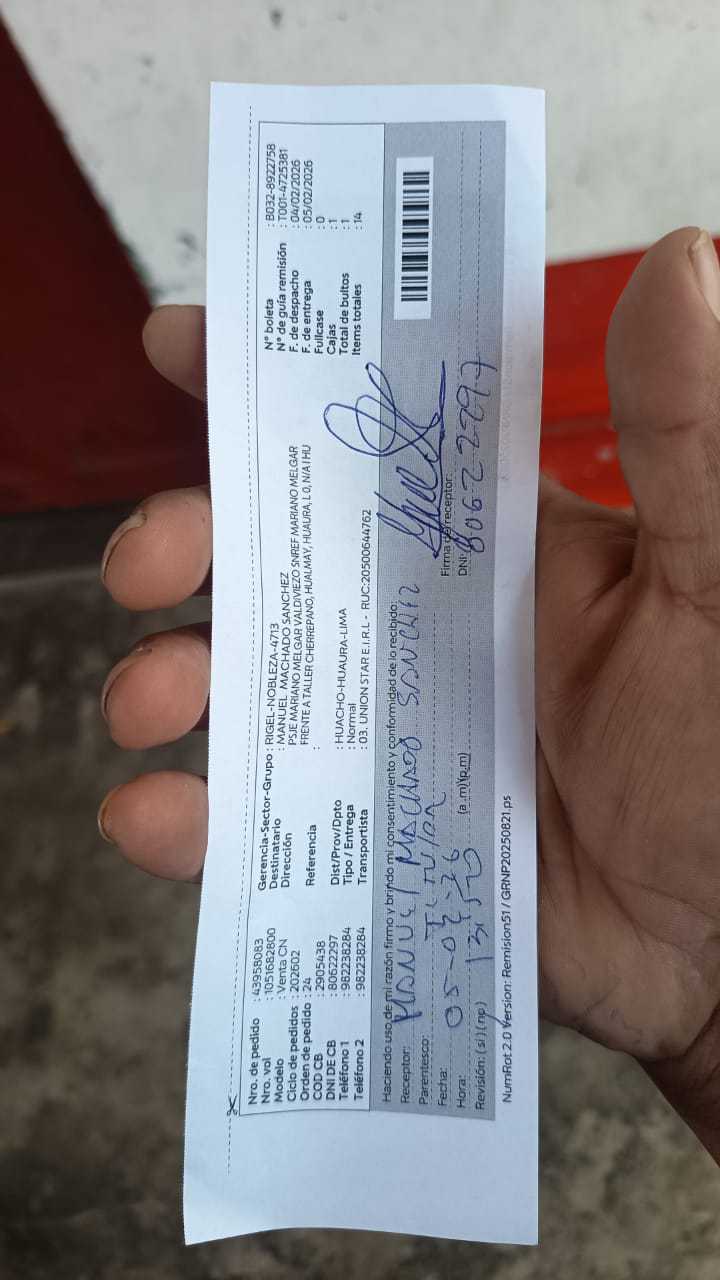 Nro. de pedido : 43958083
Nro. vol : 1051682800
Modelo : Venta CN
Ciclo de pedidos : 202602
Orden de pedido : 24
COD CB : 2905438
DNI DE CB : 80622297
Teléfono 1 : 982238284
Teléfono 2 : 982238284
Gerencia-Sector-Grupo : RIGEL-NOBLEZA-4713
Destinatario : MANUEL MACHADO SANCHEZ
Dirección : PSJE MARIANO MELGAR VALDIVIEZO SNREF MARIANO MELGAR
FRENTE A TALLER CHERREPANO, HUALMAY, HUAURA, L 0, N/A I HU
Referencia :
Dist/Prov/Dpto : HUACHO-HUAURA-LIMA
Tipo / Entrega : Normal
Transportista : 03. UNION STAR E.I.R.L - RUC:20500644762
N° boleta : B032-8922758
N° de guía remisión : T001-4725381
F. de despacho : 04/02/2026
F. de entrega : 05/02/2026
Fullcase : 0
Cajas : 1
Total de bultos : 1
Items totales : 14
Haciendo uso de mi razón firmo y brindo mi consentimiento y conformidad de lo recibido:
Receptor: MANUEL MACHADO SANCHEZ
Parentesco: TITULAR
Fecha: 05-02-26
Hora: 13:50 (a .m)(p.m)
Revisión: (si) (no)
Firma de receptor:
DNI: 80622297
NumRot 2.0 Version: Remision51 / GRNP20250821.ps